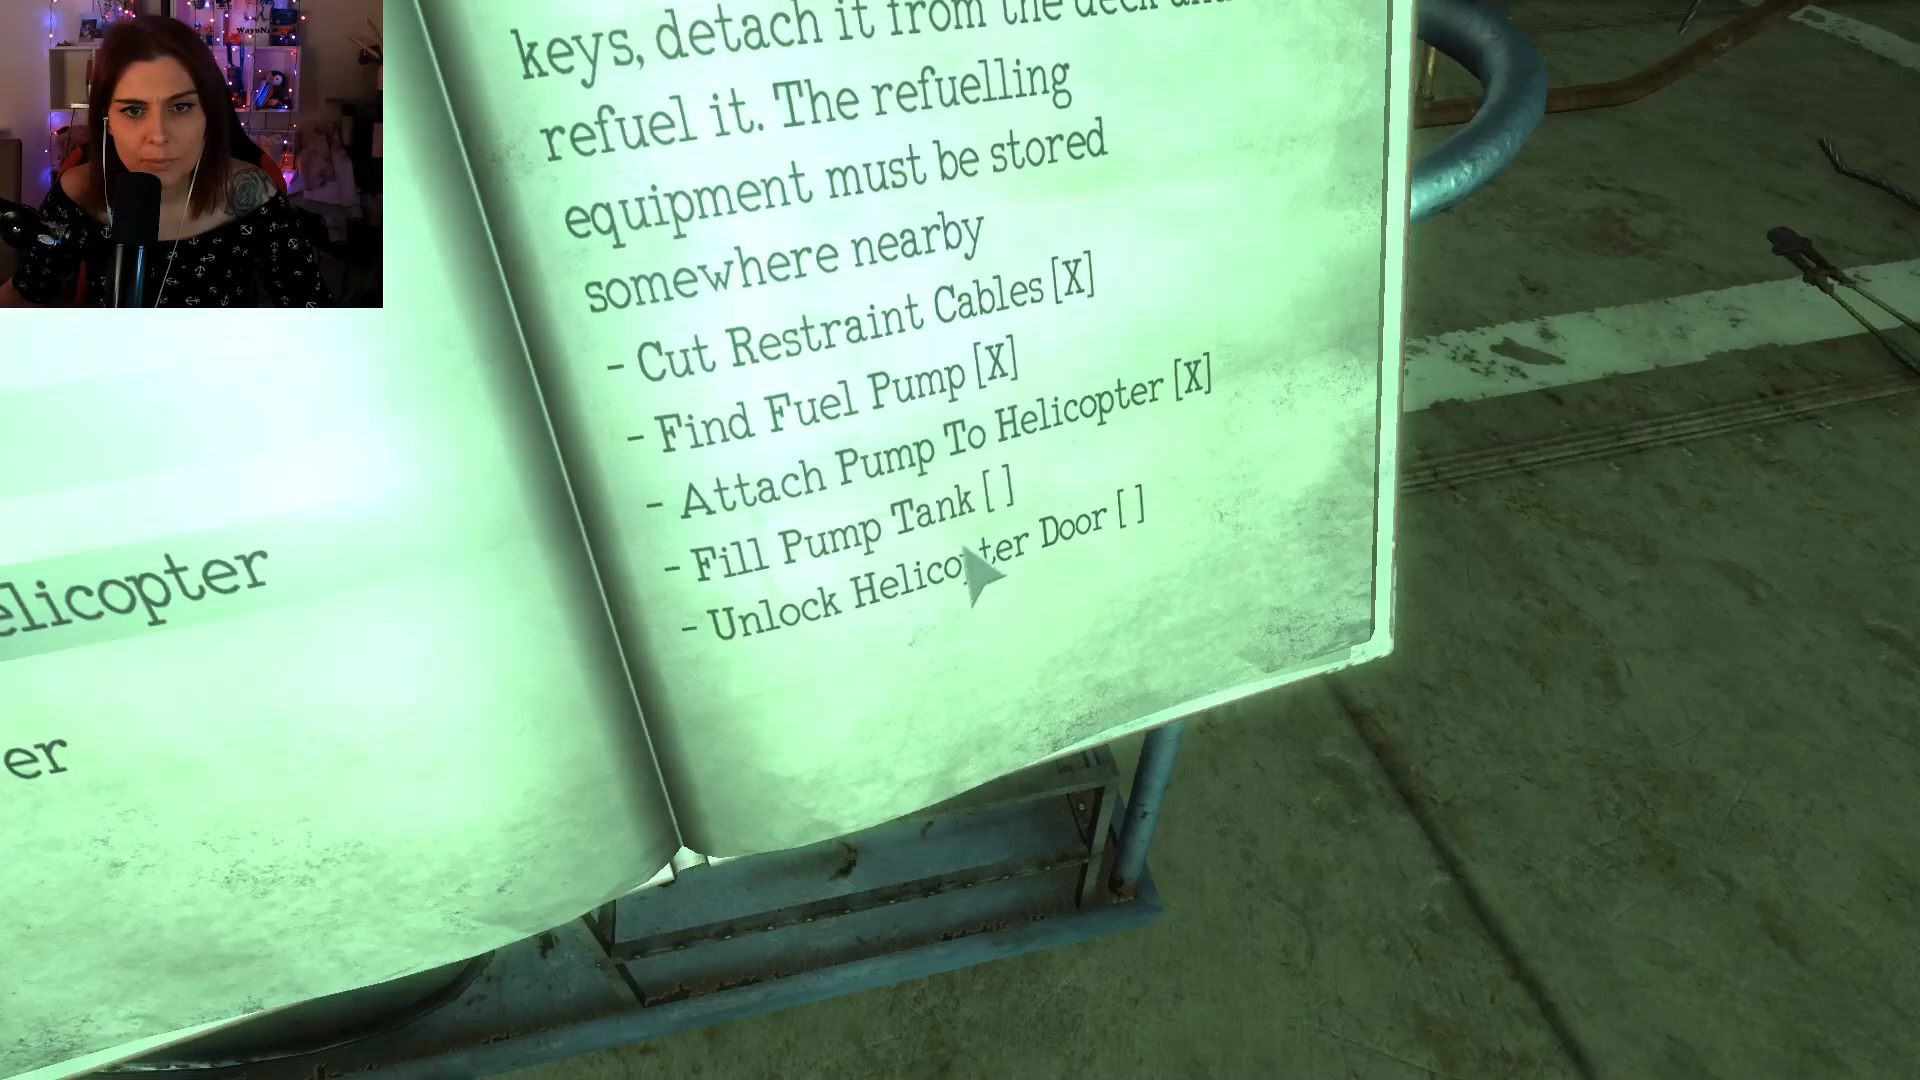 keys, detach it from the deck and
refuel it. The refuelling
equipment must be stored
somewhere nearby
- Cut Restraint Cables [X]
- Find Fuel Pump [X]
- Attach Pump To Helicopter [X]
- Fill Pump Tank [ ]
- Unlock Helicopter Door [ ]
elicopter
er